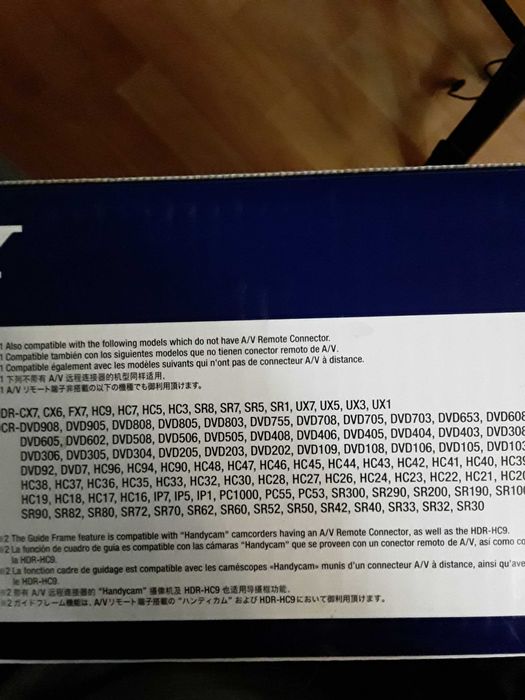 Y
1 Also compatible with the following models which do not have A/V Remote Connector.
1 Compatible también con los siguientes modelos que no tienen conector remoto de A/V.
1 Compatible également avec les modèles suivants qui n'ont pas de connecteur A/V à distance.
1 下列不带有 A/V 远程连接器的机型同样适用.
1 A/V リモート端子非搭載の以下の機種でも御利用頂けます。
DR-CX7, CX6, FX7, HC9, HC7, HC5, HC3, SR8, SR7, SR5, SR1, UX7, UX5, UX3, UX1
CR-DVD908, DVD905, DVD808, DVD805, DVD803, DVD755, DVD708, DVD705, DVD703, DVD653, DVD608
DVD605, DVD602, DVD508, DVD506, DVD505, DVD408, DVD406, DVD405, DVD404, DVD403, DVD308
DVD306, DVD305, DVD304, DVD205, DVD203, DVD202, DVD109, DVD108, DVD106, DVD105, DVD103
DVD92, DVD7, HC96, HC94, HC90, HC48, HC47, HC46, HC45, HC44, HC43, HC42, HC41, HC40, HC39
HC38, HC37, HC36, HC35, HC33, HC32, HC30, HC28, HC27, HC26, HC24, HC23, HC22, HC21, HC20
HC19, HC18, HC17, HC16, IP7, IP5, IP1, PC1000, PC55, PC53, SR300, SR290, SR200, SR190, SR100
SR90, SR82, SR80, SR72, SR70, SR62, SR60, SR52, SR50, SR42, SR40, SR33, SR32, SR30
※2 The Guide Frame feature is compatible with "Handycam" camcorders having an A/V Remote Connector, as well as the HDR-HC9.
※2 La función de cuadro de guía es compatible con las cámaras "Handycam" que se proveen con un conector remoto de A/V, así como co
la HDR-HC9.
※2 La fonction cadre de guidage est compatible avec les caméscopes «Handycam» munis d'un connecteur A/V à distance, ainsi qu'ave
le HDR-HC9.
※2 带有 A/V 远程连接器的 "Handycam" 摄像机及 HDR-HC9 也适用导摄框功能.
※2 ガイドフレーム機能は、A/Vリモート端子搭載の "ハンディカム" および HDR-HC9において御利用頂けます。